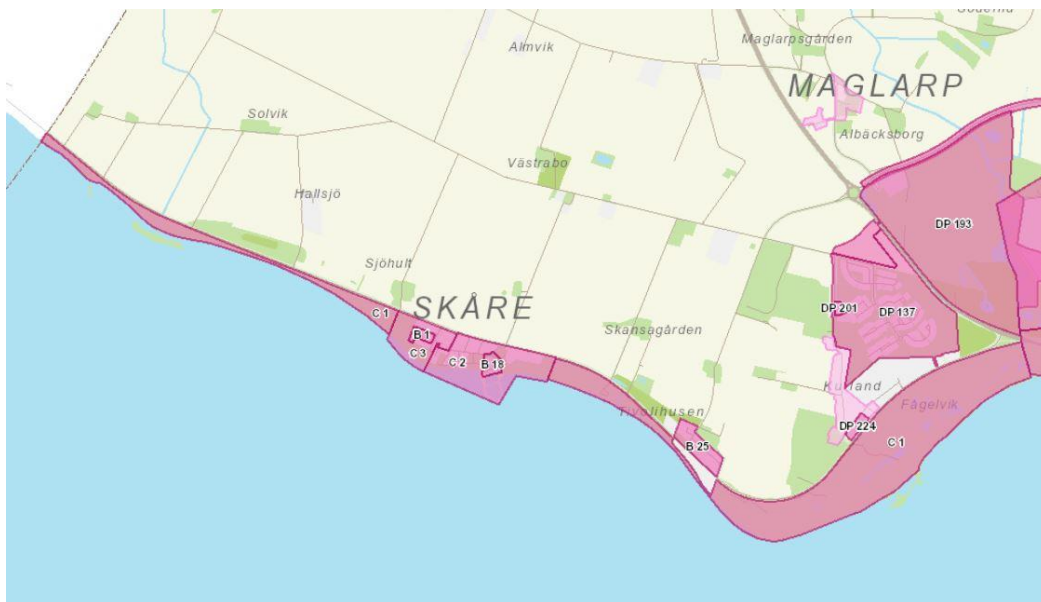 Söderlid
Maglarpsgården
Almvik
MAGLARP
Solvik
Albäcksborg
Västrabo
Hallsjö
DP 193
Sjöhult
SKÅRE
C 1
DP 201
DP 137
B 1
Skansagården
C 3
C 2
B 18
Kurland
Fågelvik
Tivolihusen
DP 224
B 25
C 1